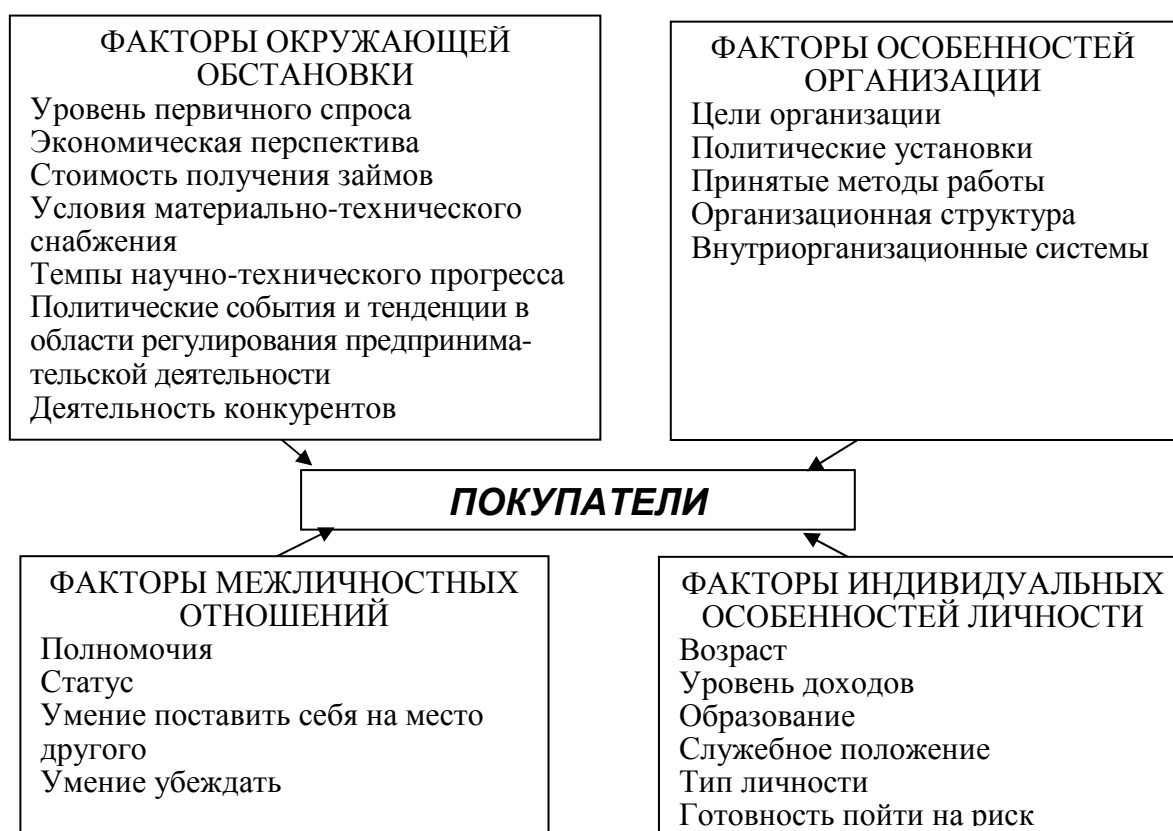 ФАКТОРЫ ОКРУЖАЮЩЕЙ
ОБСТАНОВКИ
Уровень первичного спроса
Экономическая перспектива
Стоимость получения займов
Условия материально-технического
снабжения
Темпы научно-технического прогресса
Политические события и тенденции в
области регулирования предпринима-
тельской деятельности
Деятельность конкурентов
ФАКТОРЫ ОСОБЕННОСТЕЙ
ОРГАНИЗАЦИИ
Цели организации
Политические установки
Принятые методы работы
Организационная структура
Внутриорганизационные системы
ПОКУПАТЕЛИ
ФАКТОРЫ МЕЖЛИЧНОСТНЫХ
ОТНОШЕНИЙ
Полномочия
Статус
Умение поставить себя на место
другого
Умение убеждать
ФАКТОРЫ ИНДИВИДУАЛЬНЫХ
ОСОБЕННОСТЕЙ ЛИЧНОСТИ
Возраст
Уровень доходов
Образование
Служебное положение
Тип личности
Готовность пойти на риск